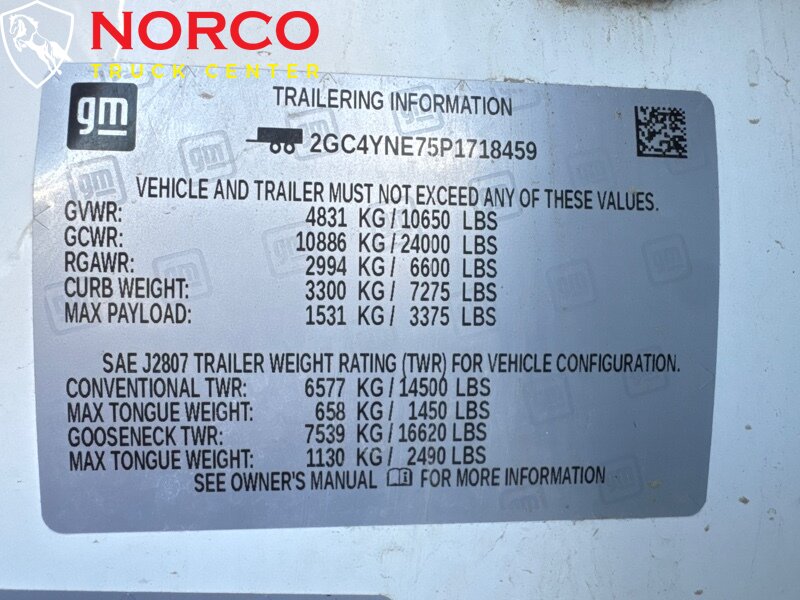 NORCO
TRUCK CENTER
gm
TRAILERING INFORMATION
2GC4YNE75P1718459
VEHICLE AND TRAILER MUST NOT EXCEED ANY OF THESE VALUES.
GVWR: 4831 KG / 10650 LBS
GCWR: 10886 KG / 24000 LBS
RGAWR: 2994 KG / 6600 LBS
CURB WEIGHT: 3300 KG / 7275 LBS
MAX PAYLOAD: 1531 KG / 3375 LBS
SAE J2807 TRAILER WEIGHT RATING (TWR) FOR VEHICLE CONFIGURATION.
CONVENTIONAL TWR: 6577 KG / 14500 LBS
MAX TONGUE WEIGHT: 658 KG / 1450 LBS
GOOSENECK TWR: 7539 KG / 16620 LBS
MAX TONGUE WEIGHT: 1130 KG / 2490 LBS
SEE OWNER'S MANUAL FOR MORE INFORMATION